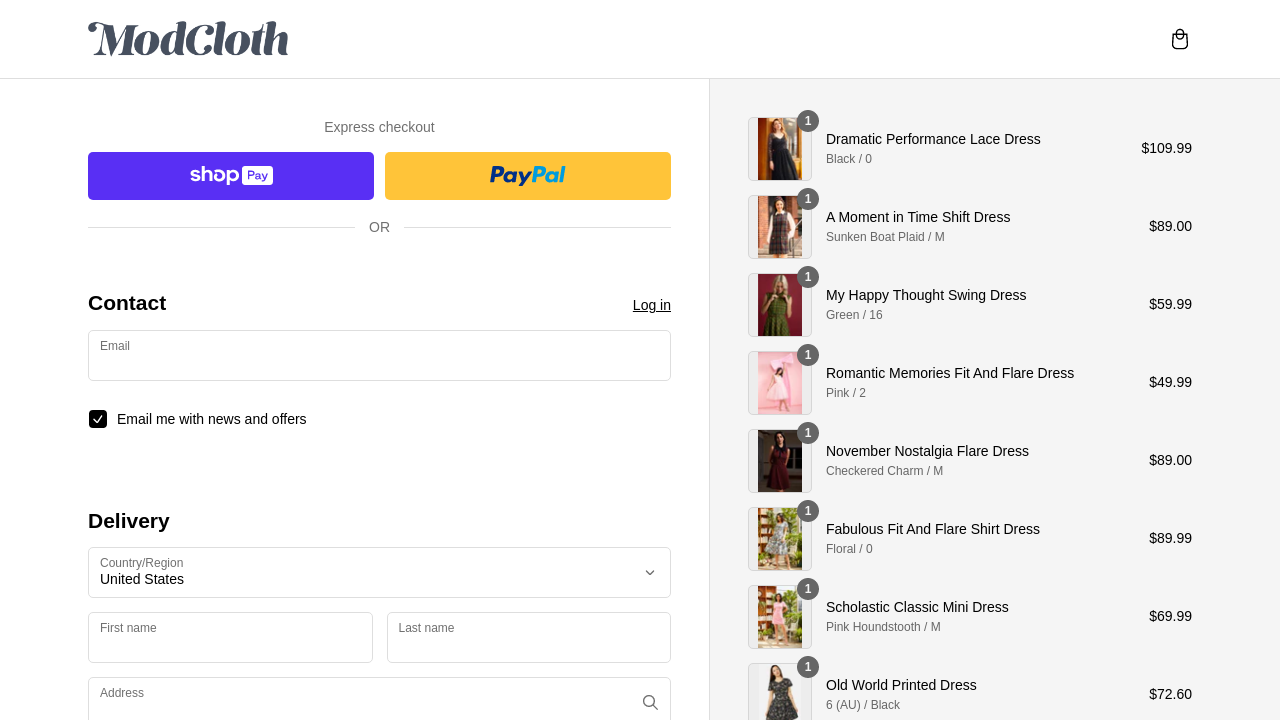 ModCloth
Express checkout
shop Pay
PayPal
OR
Contact
Log in
Email
Email me with news and offers
Delivery
Country/Region
United States
First name
Last name
Address
1
Dramatic Performance Lace Dress
Black / 0
$109.99
1
A Moment in Time Shift Dress
Sunken Boat Plaid / M
$89.00
1
My Happy Thought Swing Dress
Green / 16
$59.99
1
Romantic Memories Fit And Flare Dress
Pink / 2
$49.99
1
November Nostalgia Flare Dress
Checkered Charm / M
$89.00
1
Fabulous Fit And Flare Shirt Dress
Floral / 0
$89.99
1
Scholastic Classic Mini Dress
Pink Houndstooth / M
$69.99
1
Old World Printed Dress
6 (AU) / Black
$72.60